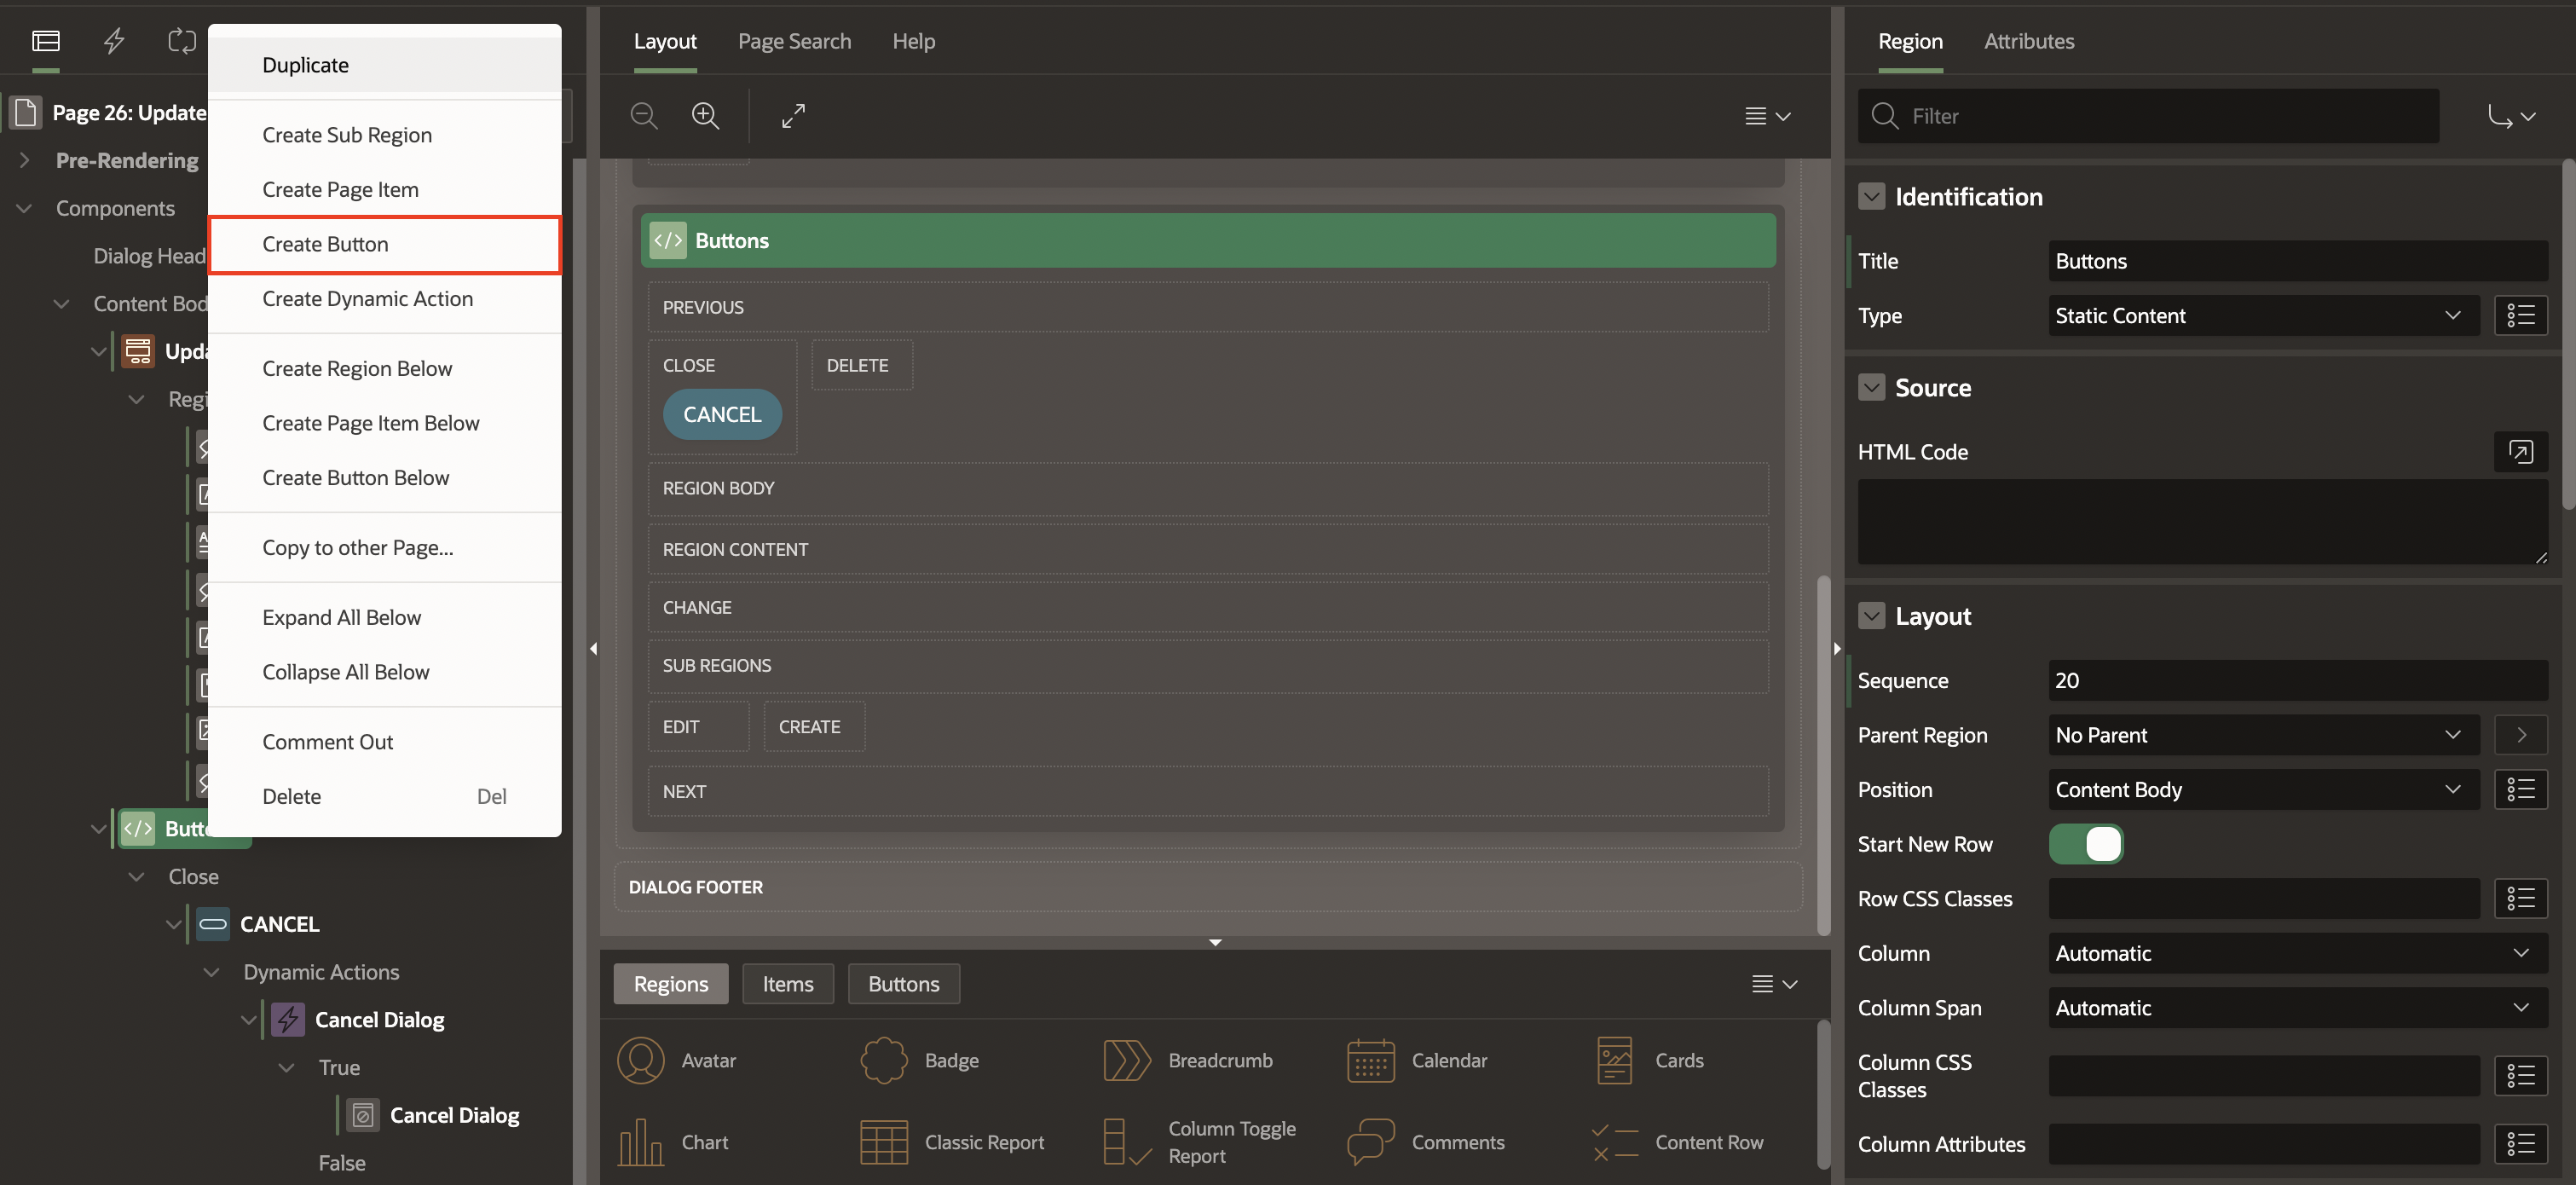 Page 26: Update
Pre-Rendering
Components
Dialog Head
Content Bod
Upda
Regi
Butto
Close
CANCEL
Dynamic Actions
Cancel Dialog
True
Cancel Dialog
False
Duplicate
Create Sub Region
Create Page Item
Create Button
Create Dynamic Action
Create Region Below
Create Page Item Below
Create Button Below
Copy to other Page...
Expand All Below
Collapse All Below
Comment Out
Delete Del
Layout Page Search Help
</> Buttons
PREVIOUS
CLOSE DELETE
CANCEL
REGION BODY
REGION CONTENT
CHANGE
SUB REGIONS
EDIT CREATE
NEXT
DIALOG FOOTER
Regions Items Buttons
Avatar Badge Breadcrumb Calendar Cards
Chart Classic Report Column Toggle Report Comments Content Row
Region Attributes
Filter
Identification
Title Buttons
Type Static Content
Source
HTML Code
Layout
Sequence 20
Parent Region No Parent
Position Content Body
Start New Row
Row CSS Classes
Column Automatic
Column Span Automatic
Column CSS
Classes
Column Attributes